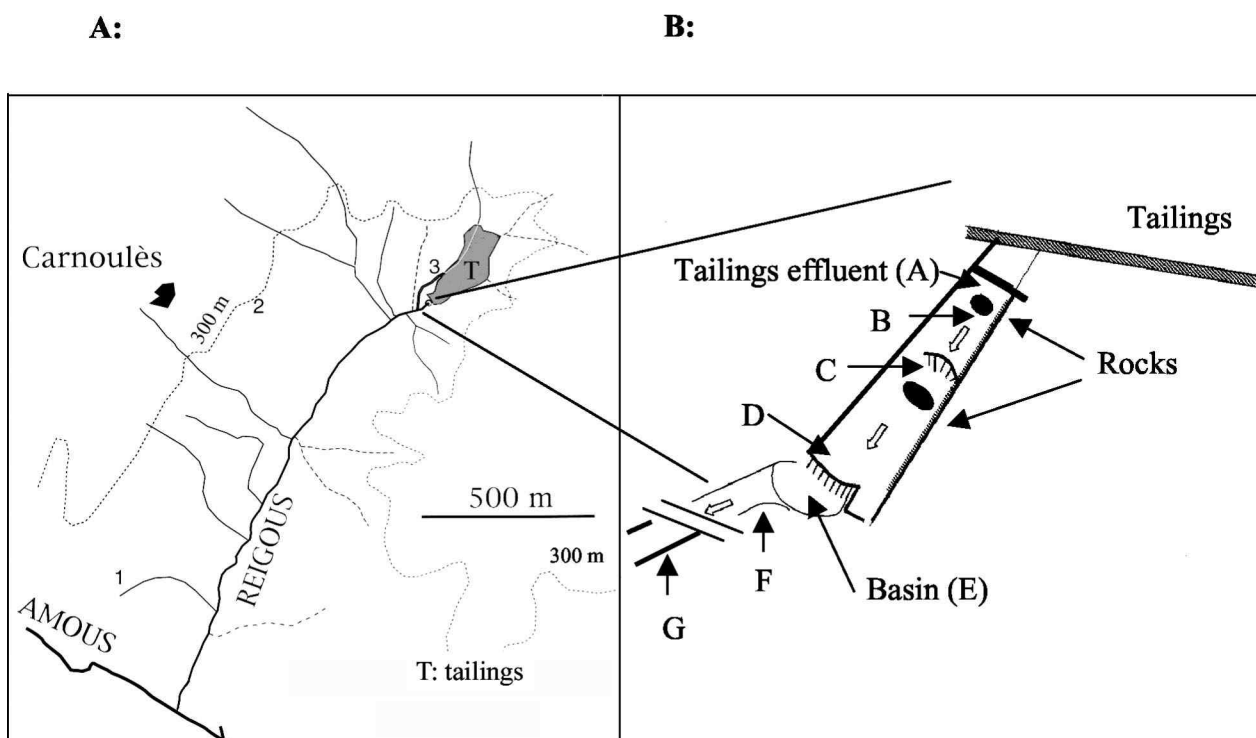 A:
B:
Carnoulès
300 m
2
3
T
500 m
300 m
REIGOUS
1
AMOUS
T: tailings
Tailings
Tailings effluent (A)
B
C
Rocks
D
F
Basin (E)
G